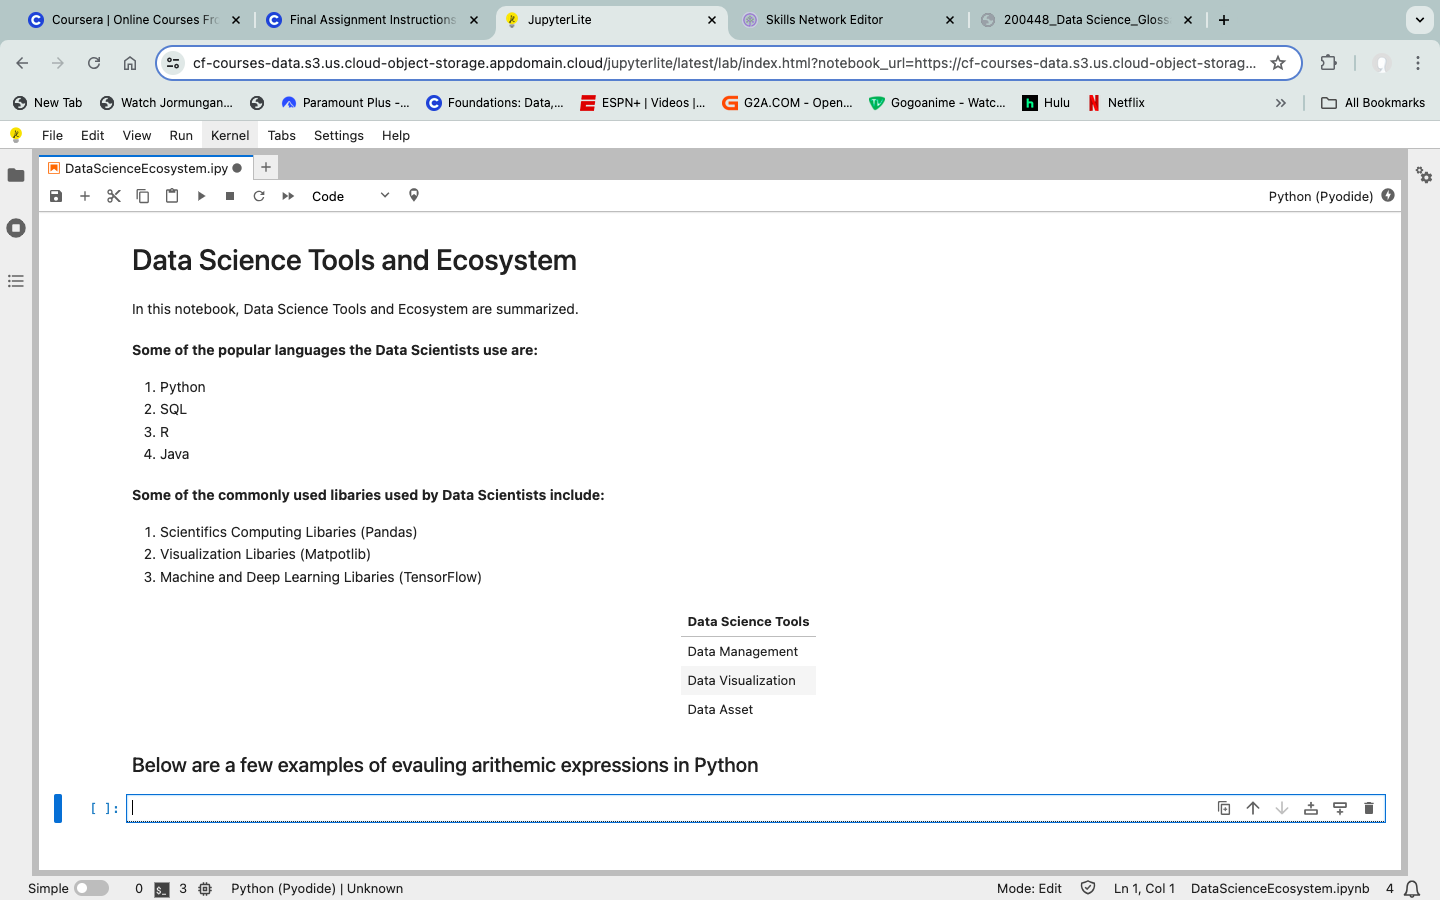 Coursera | Online Courses Fro
Final Assignment Instructions
JupyterLite
Skills Network Editor
200448_Data Science_Gloss
cf-courses-data.s3.us.cloud-object-storage.appdomain.cloud/jupyterlite/latest/lab/index.html?notebook_url=https://cf-courses-data.s3.us.cloud-object-storag...
New Tab
Watch Jormungan...
Paramount Plus -...
Foundations: Data,...
ESPN+ | Videos |...
G2A.COM - Open...
Gogoanime - Watc...
Hulu
Netflix
All Bookmarks
File Edit View Run Kernel Tabs Settings Help
DataScienceEcosystem.ipy
Code
Python (Pyodide)
Data Science Tools and Ecosystem
In this notebook, Data Science Tools and Ecosystem are summarized.
Some of the popular languages the Data Scientists use are:
1. Python
2. SQL
3. R
4. Java
Some of the commonly used libaries used by Data Scientists include:
1. Scientifics Computing Libaries (Pandas)
2. Visualization Libaries (Matpotlib)
3. Machine and Deep Learning Libaries (TensorFlow)
Data Science Tools
Data Management
Data Visualization
Data Asset
Below are a few examples of evauling arithemic expressions in Python
[ ]:
Simple 0 $_ 3 Python (Pyodide) | Unknown Mode: Edit Ln 1, Col 1 DataScienceEcosystem.ipynb 4